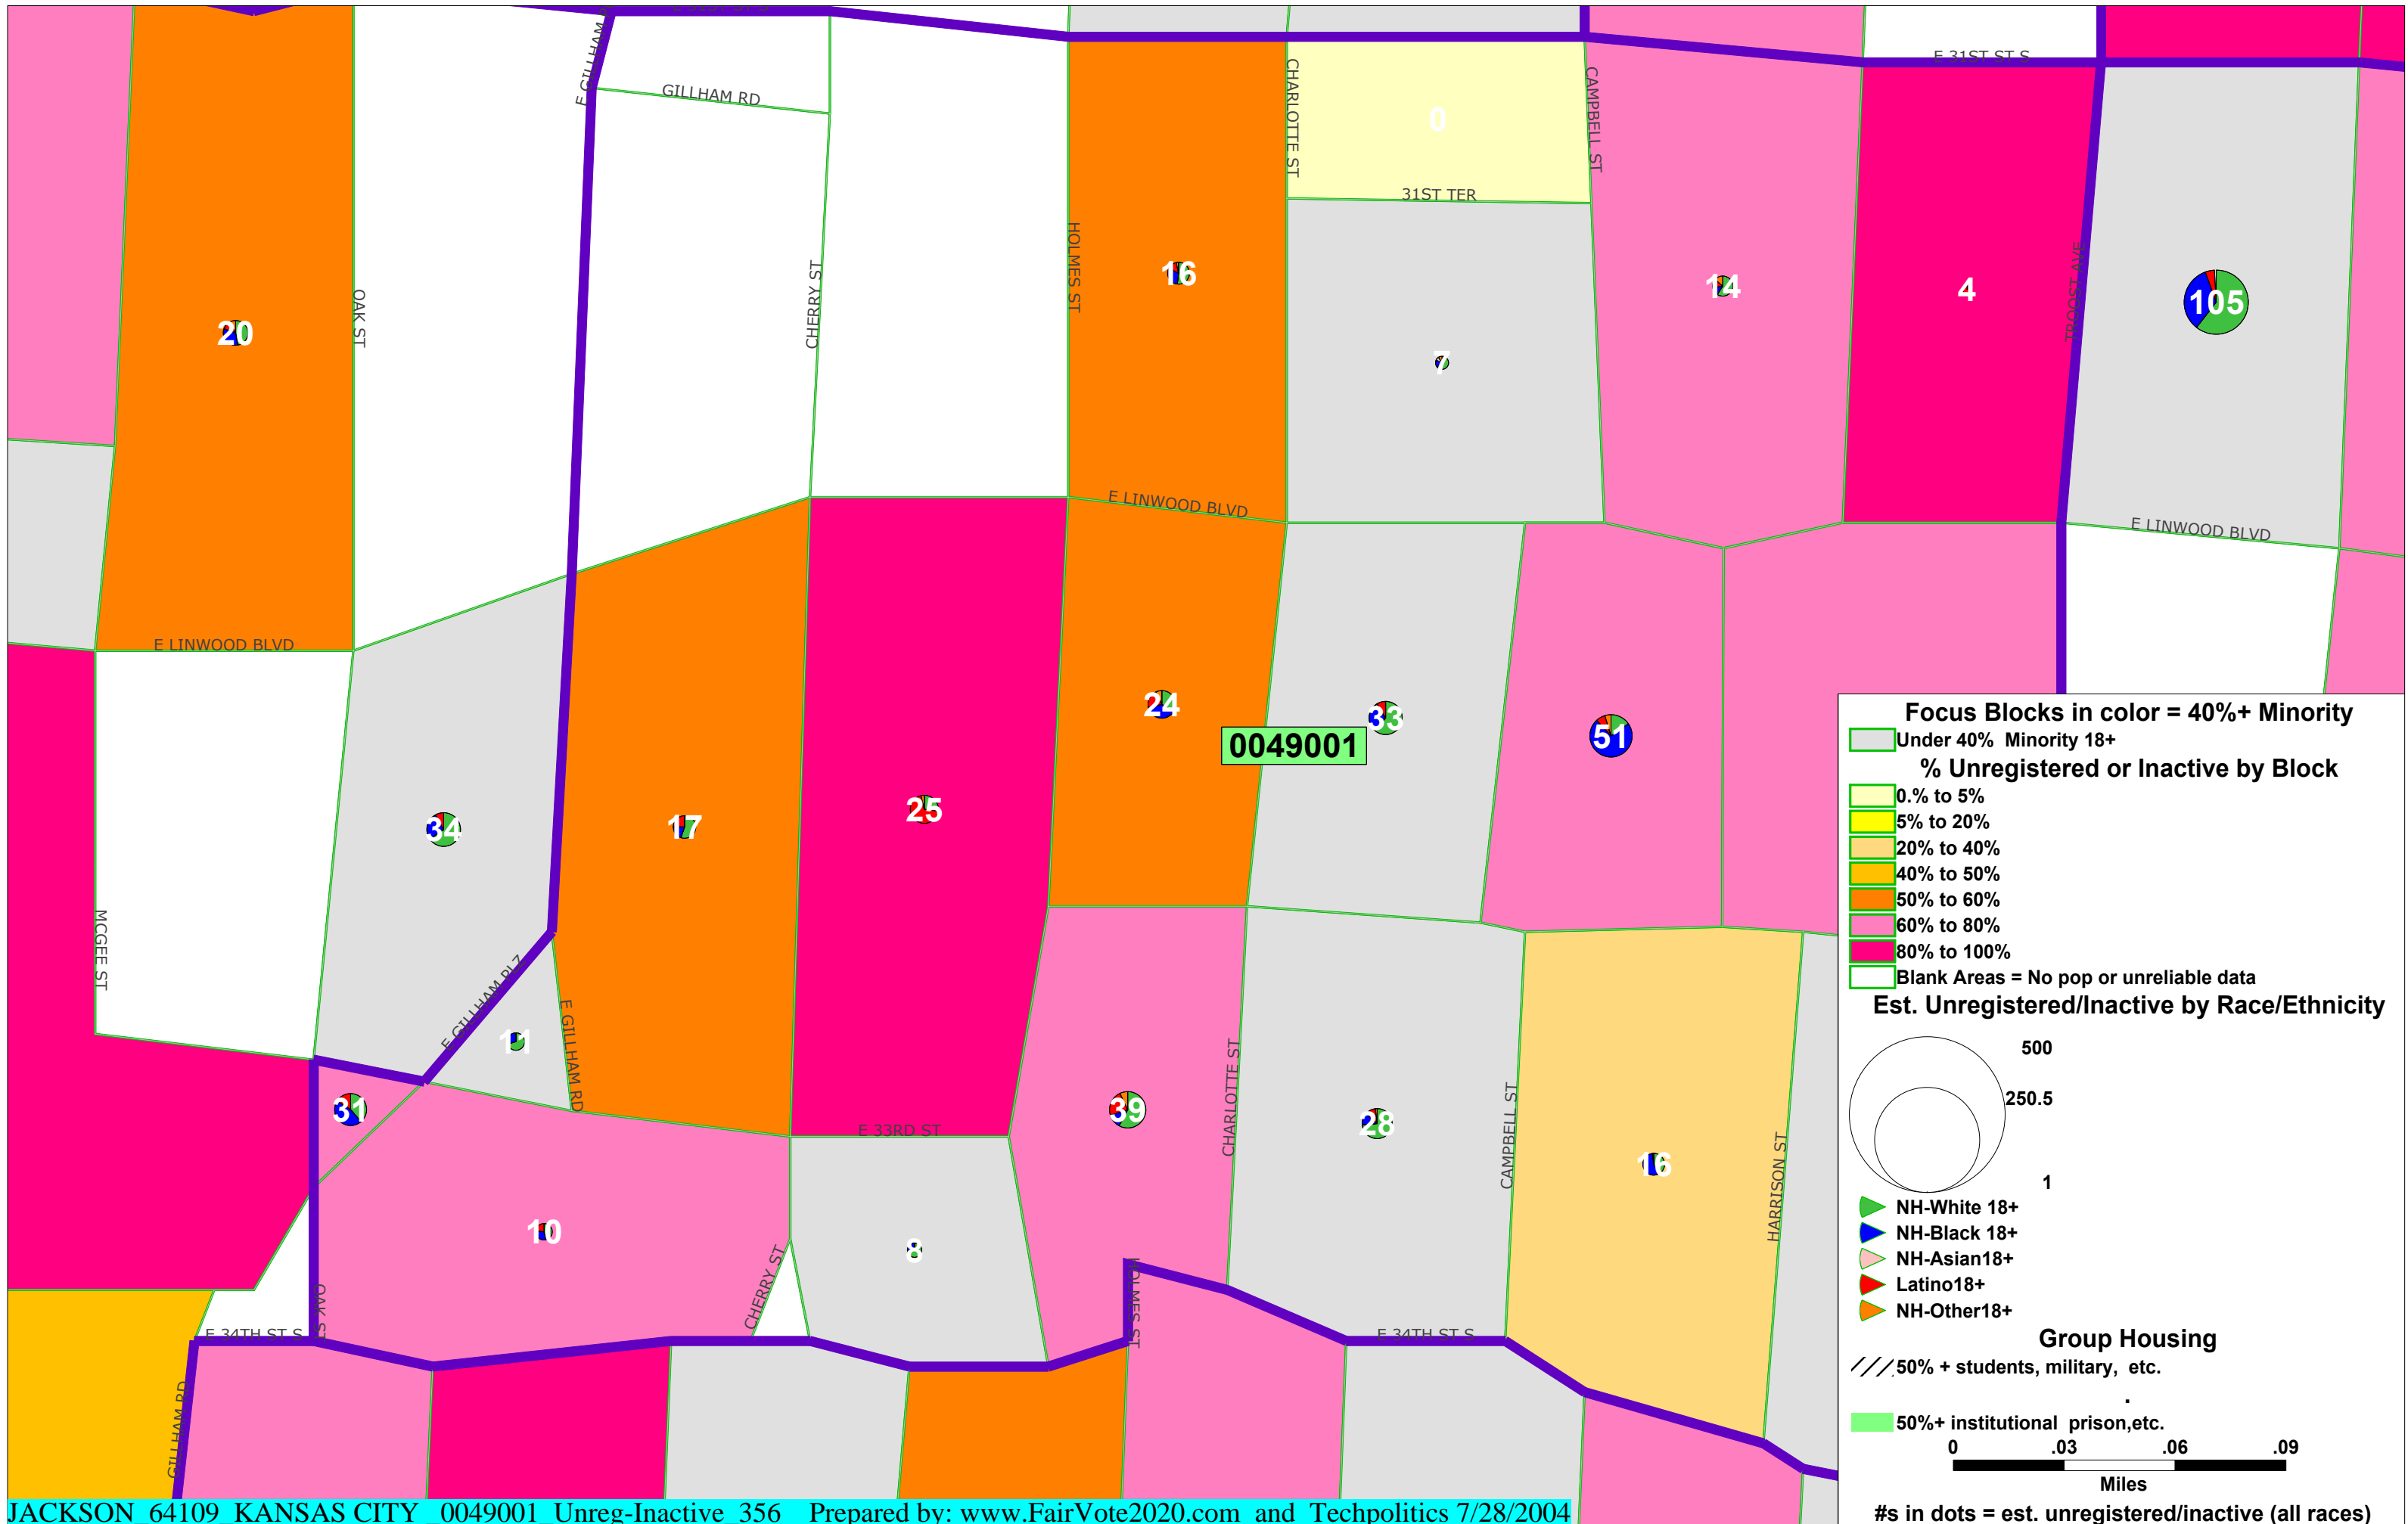 E 31ST ST S
E GILLHAM
GILLHAM RD
E 31ST ST S
CHARLOTTE ST
CAMPBELL ST
0
31ST TER
HOLMES ST
CHERRY ST
OAK ST
TROOST AVE
20
16
14
4
105
7
E LINWOOD BLVD
E LINWOOD BLVD
E LINWOOD BLVD
24
33
51
0049001
34
17
25
MCGEE ST
E GILLHAM PLZ
E GILLHAM RD
11
31
39
28
16
E 33RD ST
CHARLOTTE ST
CAMPBELL ST
HARRISON ST
10
8
CHERRY ST
HOLMES ST
OAK ST
E 34TH ST S
E 34TH ST S
GILLHAM RD
Focus Blocks in color = 40%+ Minority
Under 40% Minority 18+
% Unregistered or Inactive by Block
0.% to 5%
5% to 20%
20% to 40%
40% to 50%
50% to 60%
60% to 80%
80% to 100%
Blank Areas = No pop or unreliable data
Est. Unregistered/Inactive by Race/Ethnicity
500
250.5
1
NH-White 18+
NH-Black 18+
NH-Asian18+
Latino18+
NH-Other18+
Group Housing
50% + students, military, etc.
.
50%+ institutional prison,etc.
0 .03 .06 .09
Miles
#s in dots = est. unregistered/inactive (all races)
JACKSON 64109 KANSAS CITY 0049001 Unreg-Inactive 356 Prepared by: www.FairVote2020.com and Techpolitics 7/28/2004